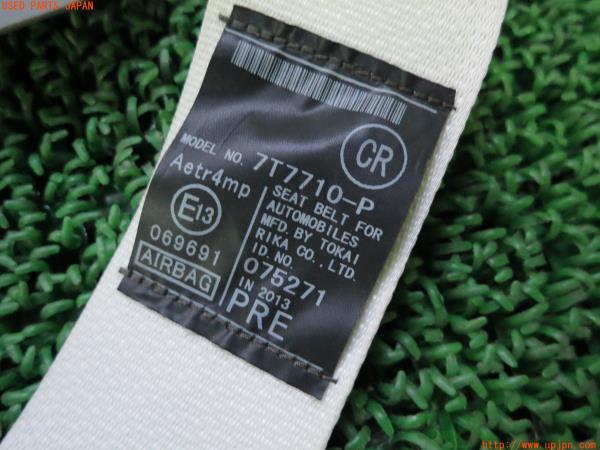 USED PARTS JAPAN
CR
MODEL NO. 7T7710-P
Aetr4mp
E13
069691
AIRBAG
SEAT BELT FOR
AUTOMOBILES
MFD. BY TOKAI
RIKA CO., LTD.
ID. NO.
075271
IN 2013
PRE
http://www.upjpn.com